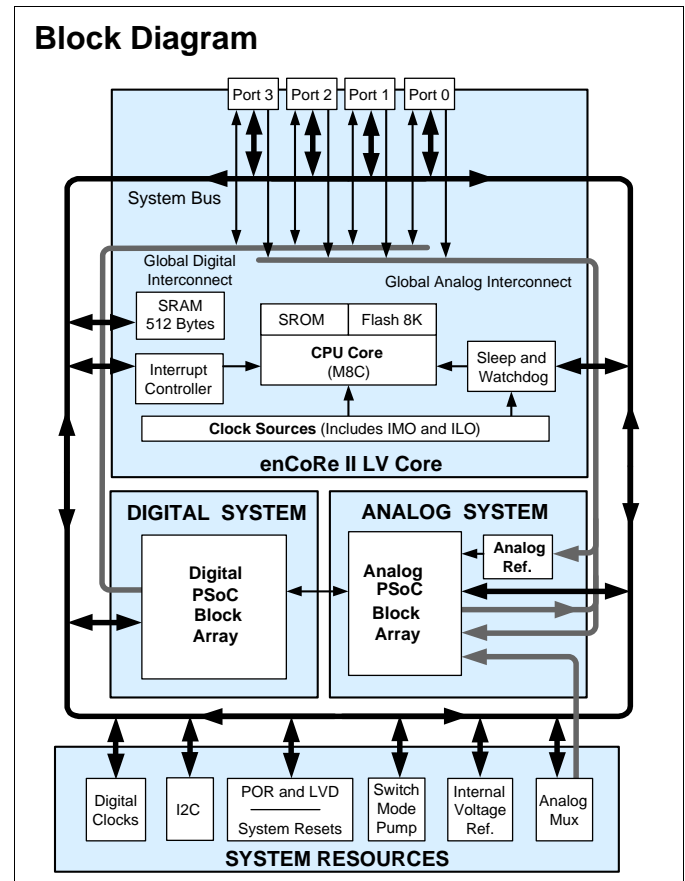 Block Diagram
Port 3
Port 2
Port 1
Port 0
System Bus
Global Digital
Interconnect
Global Analog Interconnect
SRAM
512 Bytes
SROM
Flash 8K
CPU Core
(M8C)
Interrupt
Controller
Sleep and
Watchdog
Clock Sources (Includes IMO and ILO)
enCoRe II LV Core
DIGITAL SYSTEM
ANALOG SYSTEM
Digital
PSoC
Block
Array
Analog
PSoC
Block
Array
Analog
Ref.
Digital
Clocks
I2C
POR and LVD
System Resets
Switch
Mode
Pump
Internal
Voltage
Ref.
Analog
Mux
SYSTEM RESOURCES